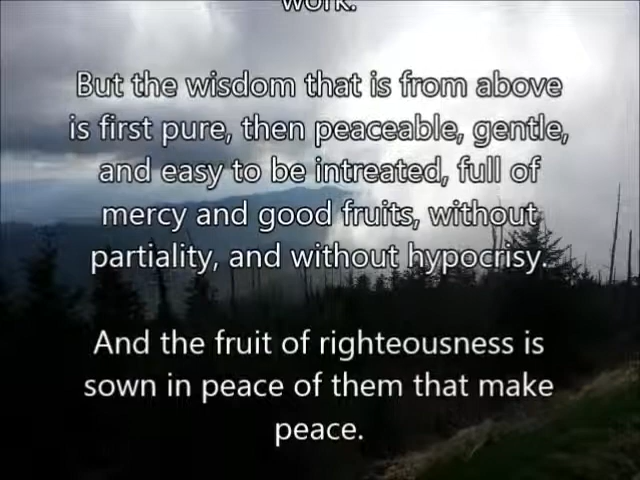 work.
But the wisdom that is from above
is first pure, then peaceable, gentle,
and easy to be intreated, full of
mercy and good fruits, without
partiality, and without hypocrisy.
And the fruit of righteousness is
sown in peace of them that make
peace.